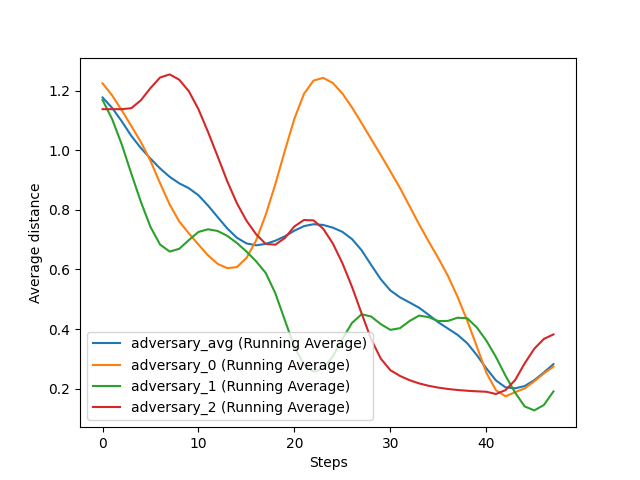 1.2
1.0
0.8
0.6
0.4
0.2
Average distance
adversary_avg (Running Average)
adversary_0 (Running Average)
adversary_1 (Running Average)
adversary_2 (Running Average)
0 10 20 30 40
Steps